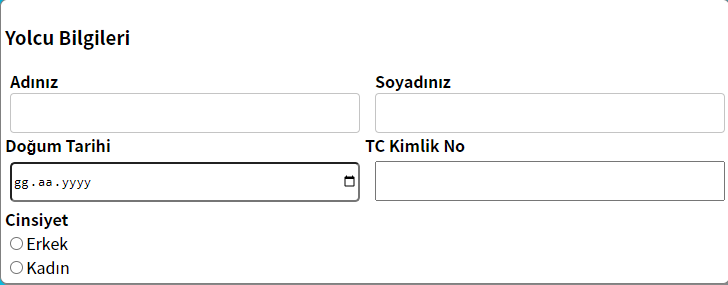 Yolcu Bilgileri
Adınız Soyadınız
Doğum Tarihi TC Kimlik No
gg.aa.yyyy
Cinsiyet
Erkek
Kadın